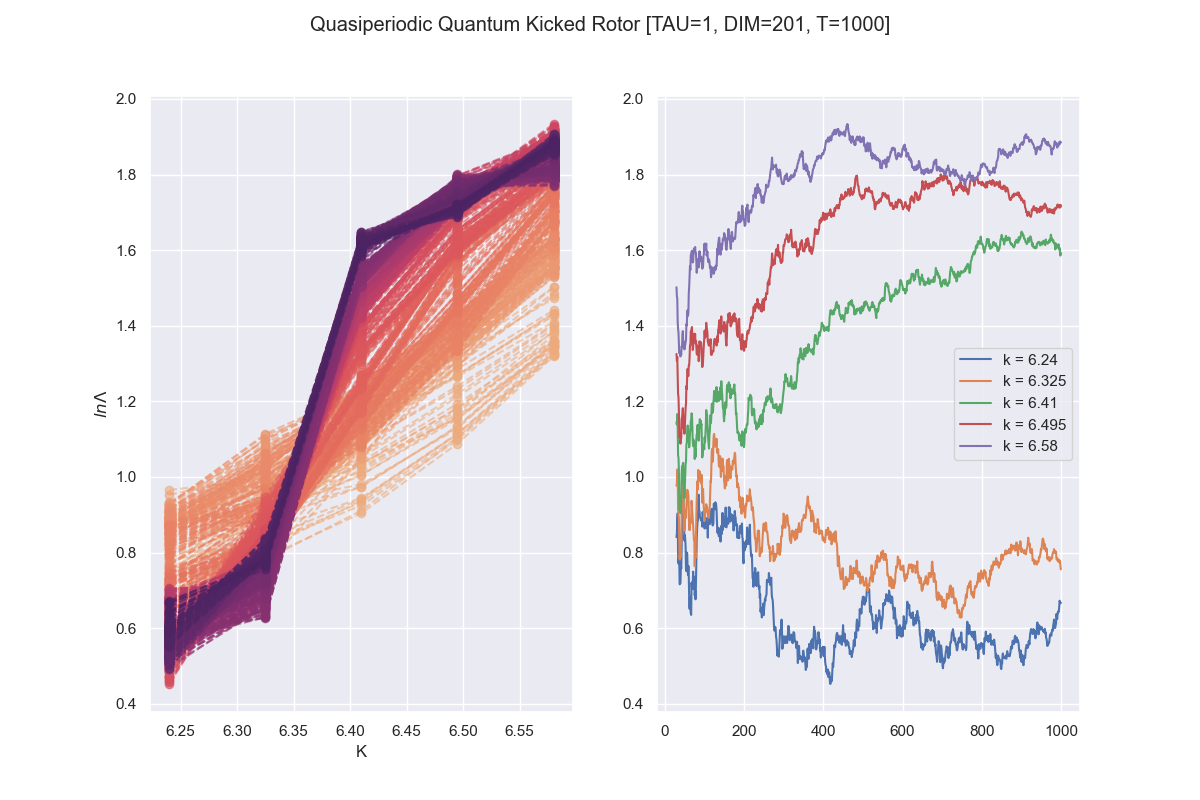 Quasiperiodic Quantum Kicked Rotor [TAU=1, DIM=201, T=1000]
2.0
1.8
1.6
1.4
1.2
1.0
0.8
0.6
0.4
lnΛ
6.25 6.30 6.35 6.40 6.45 6.50 6.55
K
2.0
1.8
1.6
1.4
1.2
1.0
0.8
0.6
0.4
k = 6.24
k = 6.325
k = 6.41
k = 6.495
k = 6.58
0 200 400 600 800 1000